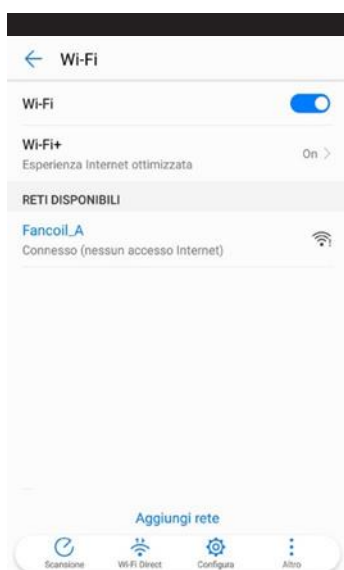 Wi-Fi
Wi-Fi
Wi-Fi+
Esperienza Internet ottimizzata
On
RETI DISPONIBILI
Fancoil_A
Connesso (nessun accesso Internet)
Aggiungi rete
Scansione Wi-Fi Direct Configura Altro